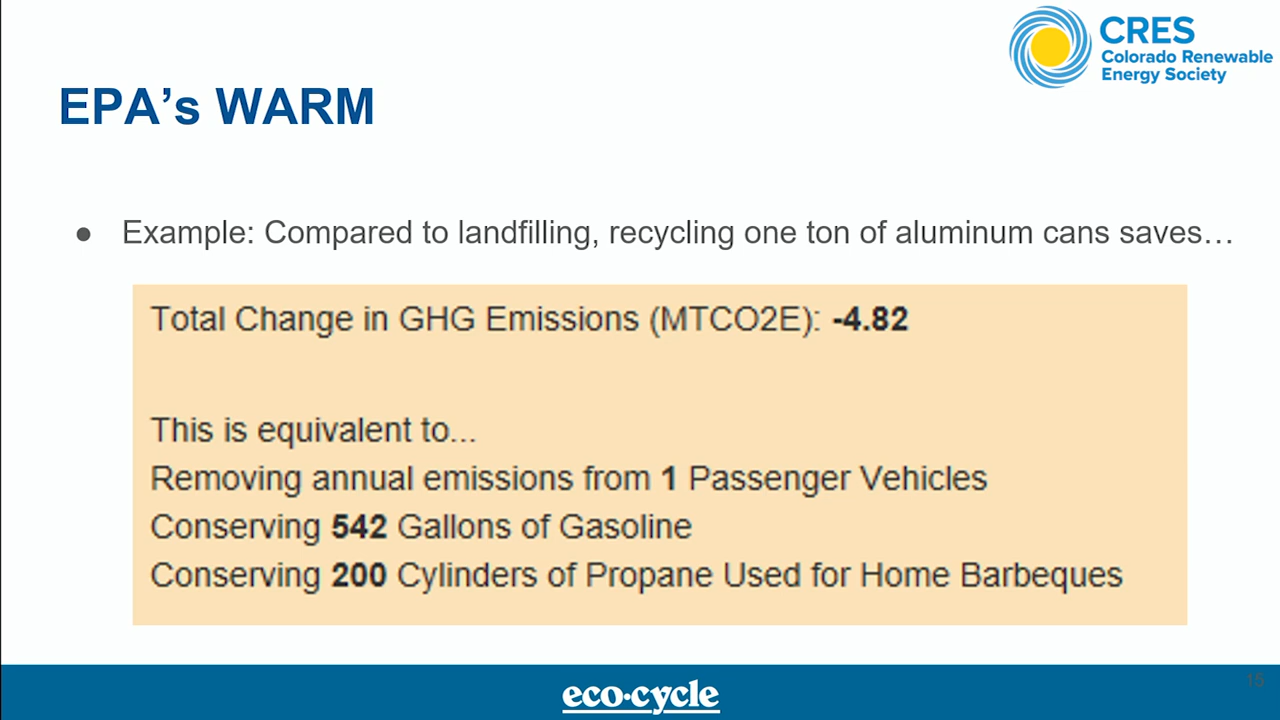 CRES
Colorado Renewable
Energy Society
EPA’s WARM
● Example: Compared to landfilling, recycling one ton of aluminum cans saves…
Total Change in GHG Emissions (MTCO2E): -4.82
This is equivalent to...
Removing annual emissions from 1 Passenger Vehicles
Conserving 542 Gallons of Gasoline
Conserving 200 Cylinders of Propane Used for Home Barbeques
eco·cycle
15